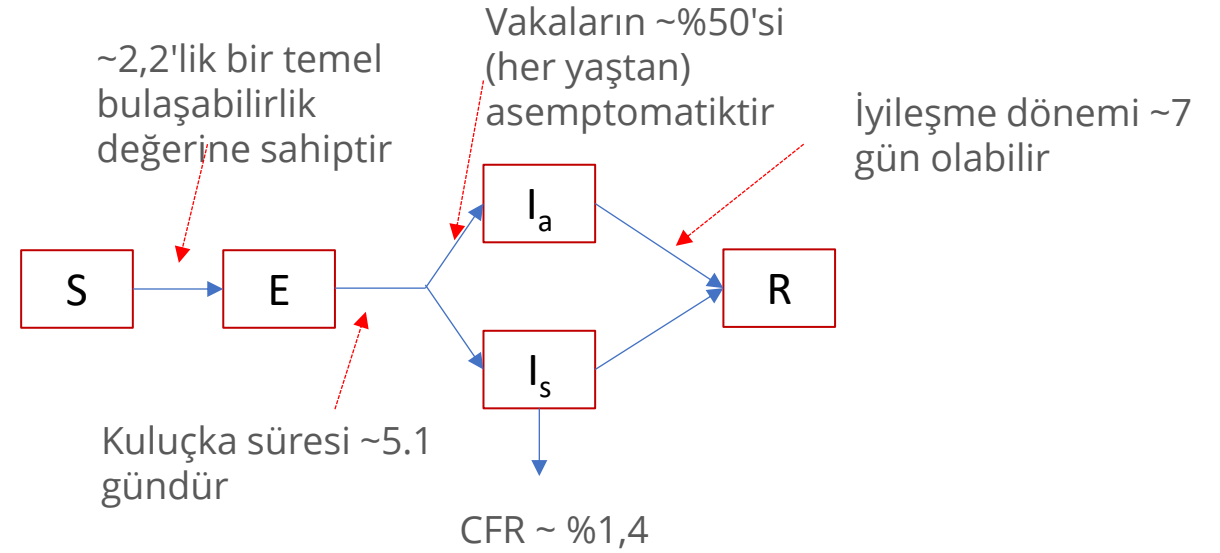 ~2,2'lik bir temel
bulaşabilirlik
değerine sahiptir
Vakaların ~%50'si
(her yaştan)
asemptomatiktir
İyileşme dönemi ~7
gün olabilir
S
E
Ia
Is
R
Kuluçka süresi ~5.1
gündür
CFR ~ %1,4